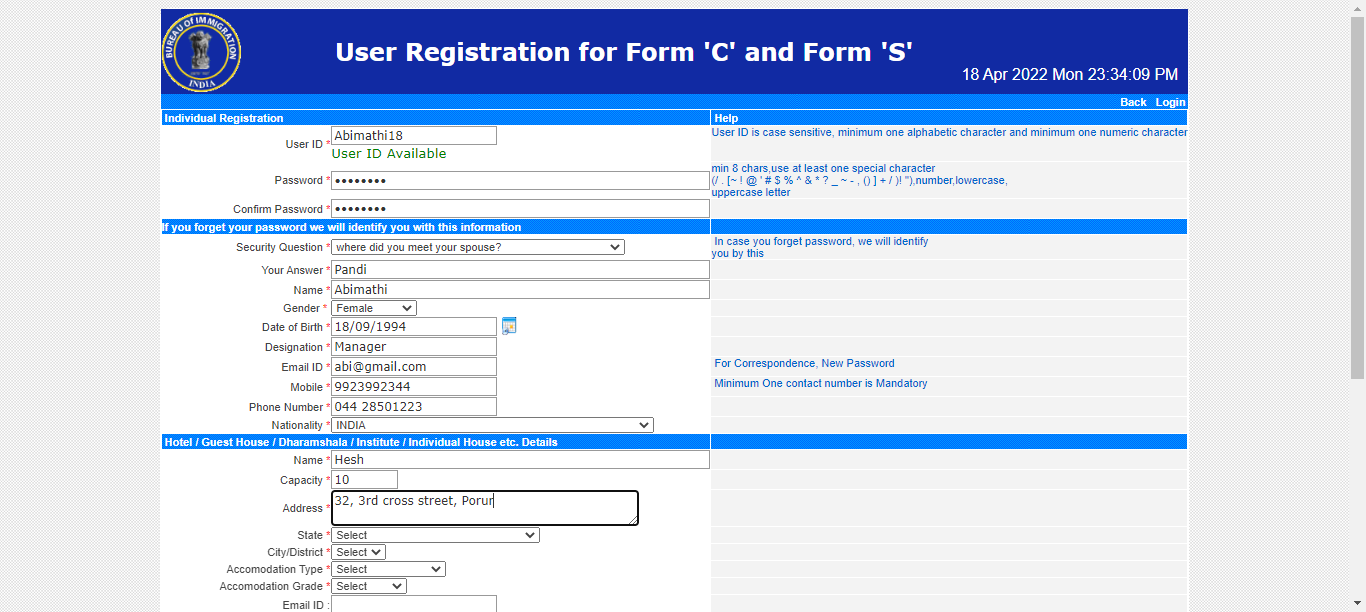 BUREAU OF IMMIGRATION
INDIA
User Registration for Form 'C' and Form 'S'
18 Apr 2022 Mon 23:34:09 PM
Back Login
Individual Registration Help
User ID * Abimathi18 User ID is case sensitive, minimum one alphabetic character and minimum one numeric character
User ID Available
Password * •••••••• min 8 chars,use at least one special character
(/ . [~ ! @ ' # $ % ^ & * ? _ ~ - , () ] + / )! "),number,lowercase,
uppercase letter
Confirm Password * ••••••••
If you forget your password we will identify you with this information
Security Question * where did you meet your spouse? In case you forget password, we will identify
you by this
Your Answer * Pandi
Name * Abimathi
Gender * Female
Date of Birth * 18/09/1994
Designation * Manager
Email ID * abi@gmail.com For Correspondence, New Password
Mobile * 9923992344 Minimum One contact number is Mandatory
Phone Number * 044 28501223
Nationality * INDIA
Hotel / Guest House / Dharamshala / Institute / Individual House etc. Details
Name * Hesh
Capacity * 10
Address * 32, 3rd cross street, Porur
State * Select
City/District * Select
Accomodation Type * Select
Accomodation Grade * Select
Email ID :